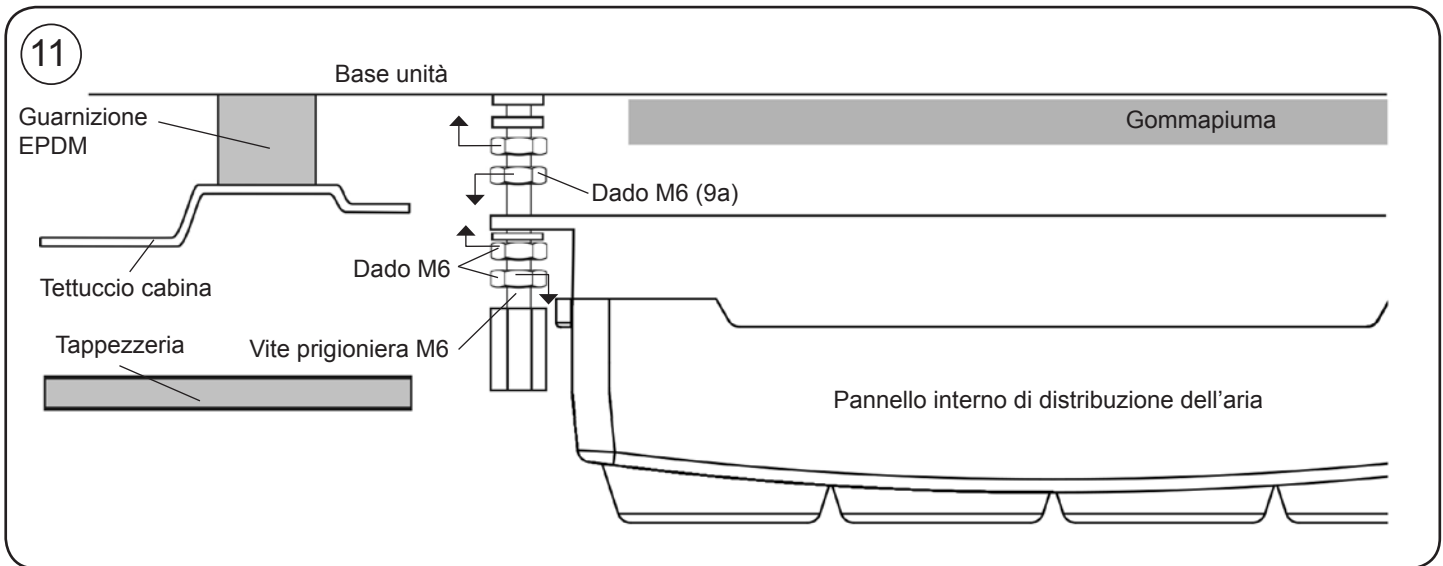 11
Base unità
Guarnizione
EPDM
Gommapiuma
Dado M6 (9a)
Dado M6
Tettuccio cabina
Tappezzeria
Vite prigioniera M6
Pannello interno di distribuzione dell’aria